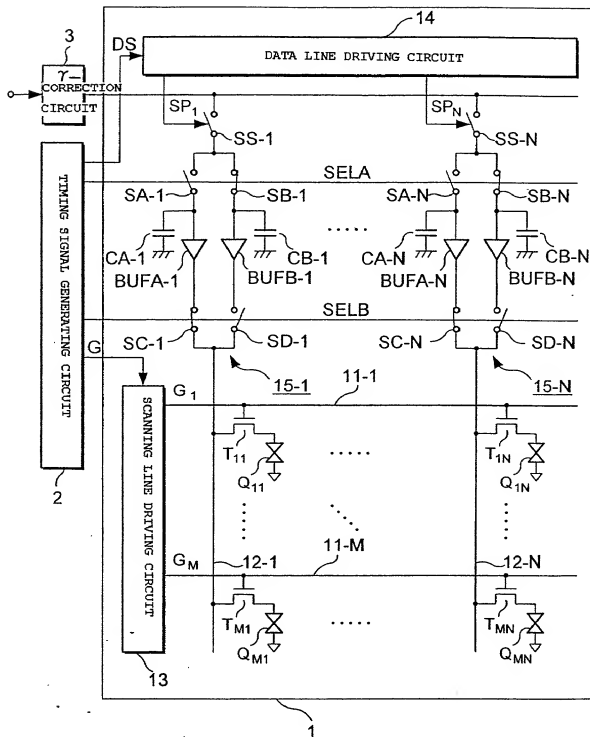 14
3
DS
DATA LINE DRIVING CIRCUIT
γ—
CORRECTION
CIRCUIT
SP1
SPN
SS-1
SS-N
SELA
SA-1
SB-1
SA-N
SB-N
CA-1
CB-1
CA-N
CB-N
BUFA-1
BUFB-1
BUFA-N
BUFB-N
TIMING SIGNAL GENERATING CIRCUIT
SELB
SC-1
SD-1
SC-N
SD-N
G
15-1
15-N
G1
11-1
T11
T1N
Q11
Q1N
2
SCANNING LINE DRIVING CIRCUIT
GM
12-1
11-M
12-N
TM1
TMN
QM1
QMN
13
1